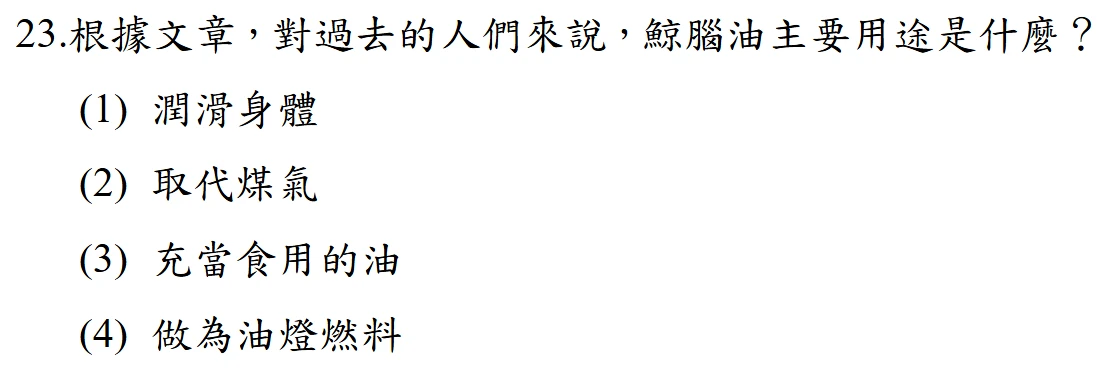 23.根據文章，對過去的人們來說，鯨腦油主要用途是什麼？
(1) 潤滑身體
(2) 取代煤氣
(3) 充當食用的油
(4) 做為油燈燃料